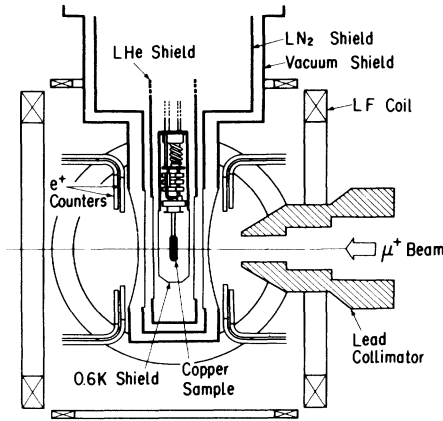 LHe Shield
LN₂ Shield
Vacuum Shield
LF Coil
e⁺
Counters
μ⁺ Beam
Lead
Collimator
0.6K Shield
Copper
Sample